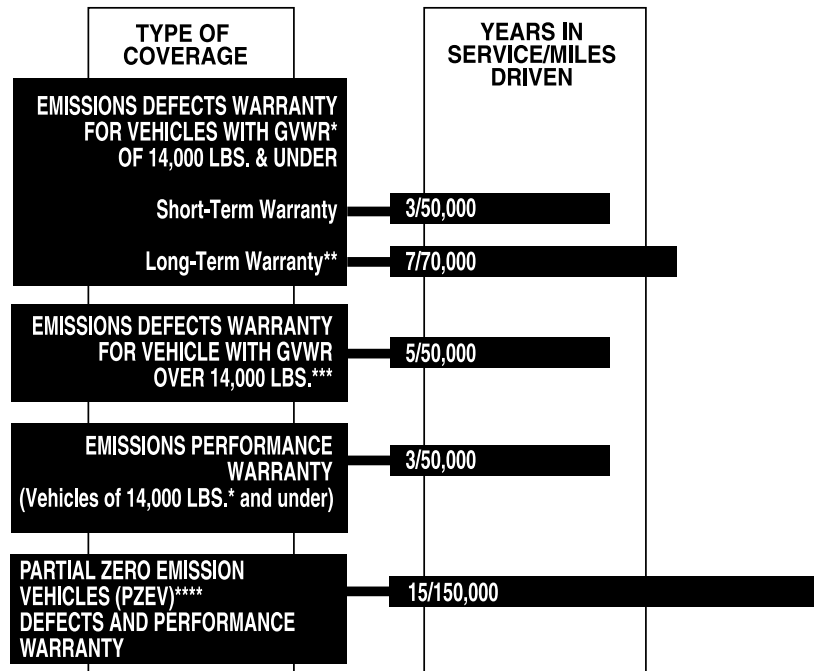 TYPE OF
COVERAGE
YEARS IN
SERVICE/MILES
DRIVEN
EMISSIONS DEFECTS WARRANTY
FOR VEHICLES WITH GVWR*
OF 14,000 LBS. & UNDER
Short-Term Warranty
3/50,000
Long-Term Warranty**
7/70,000
EMISSIONS DEFECTS WARRANTY
FOR VEHICLE WITH GVWR
OVER 14,000 LBS.***
5/50,000
EMISSIONS PERFORMANCE
WARRANTY
(Vehicles of 14,000 LBS.* and under)
3/50,000
PARTIAL ZERO EMISSION
VEHICLES (PZEV)****
DEFECTS AND PERFORMANCE
WARRANTY
15/150,000